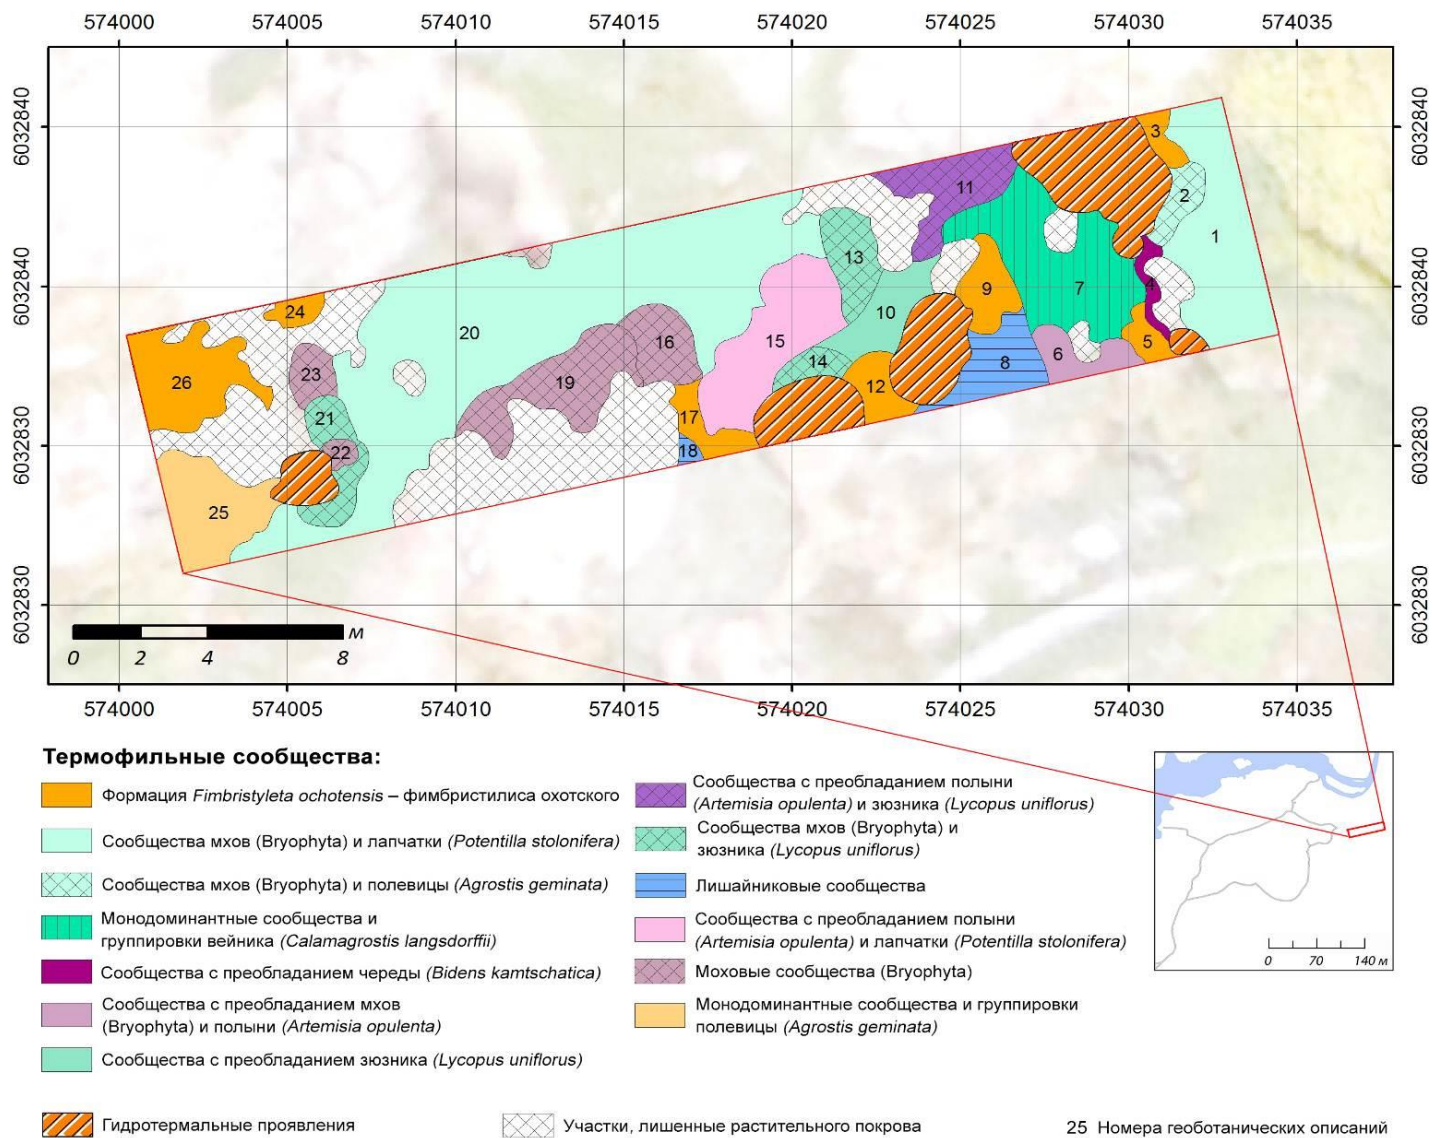 574000 574005 574010 574015 574020 574025 574030 574035
6032840 6032840
6032840 6032840
6032830 6032830
6032830 6032830
3
11
2
1
13
4
7
20
24
10
9
15
16
5
6
8
14
26
23
19
12
17
21
18
22
25
м
0 2 4 8
574000 574005 574010 574015 574020 574025 574030 574035
Термофильные сообщества:
Формация Fimbristyleta ochotensis – фимбристилиса охотского
Сообщества мхов (Bryophyta) и лапчатки (Potentilla stolonifera)
Сообщества мхов (Bryophyta) и полевицы (Agrostis geminata)
Монодоминантные сообщества и
группировки вейника (Calamagrostis langsdorffii)
Сообщества с преобладанием череды (Bidens kamtschatica)
Сообщества с преобладанием мхов
(Bryophyta) и полыни (Artemisia opulenta)
Сообщества с преобладанием зюзника (Lycopus uniflorus)
Сообщества с преобладанием полыни
(Artemisia opulenta) и зюзника (Lycopus uniflorus)
Сообщества мхов (Bryophyta) и
зюзника (Lycopus uniflorus)
Лишайниковые сообщества
Сообщества с преобладанием полыни
(Artemisia opulenta) и лапчатки (Potentilla stolonifera)
Моховые сообщества (Bryophyta)
Монодоминантные сообщества и группировки
полевицы (Agrostis geminata)
0 70 140 м
Гидротермальные проявления
Участки, лишенные растительного покрова
25 Номера геоботанических описаний